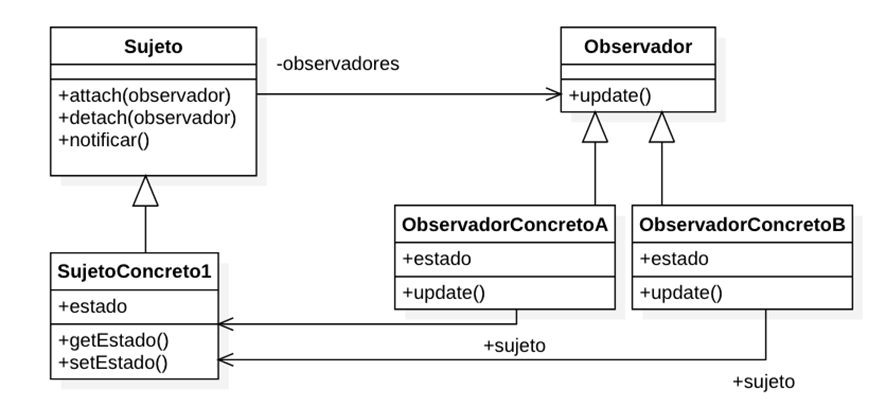 Sujeto
+attach(observador)
+detach(observador)
+notificar()
-observadores
Observador
+update()
SujetoConcreto1
+estado
+getEstado()
+setEstado()
ObservadorConcretoA
+estado
+update()
ObservadorConcretoB
+estado
+update()
+sujeto
+sujeto